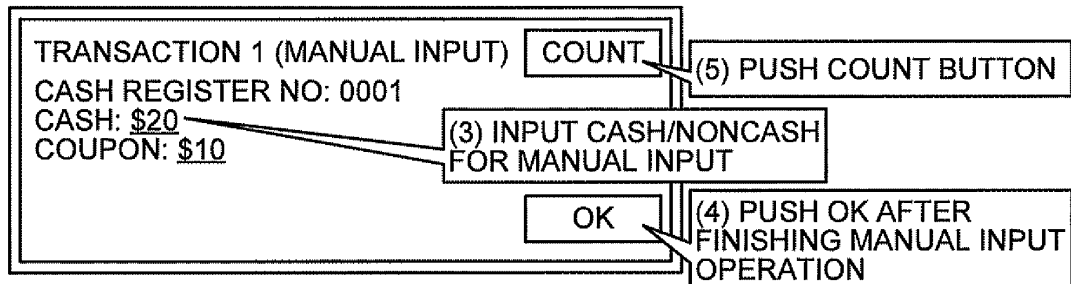 TRANSACTION 1 (MANUAL INPUT)
COUNT
(5) PUSH COUNT BUTTON
CASH REGISTER NO: 0001
CASH: $20
(3) INPUT CASH/NONCASH
FOR MANUAL INPUT
COUPON: $10
OK
(4) PUSH OK AFTER
FINISHING MANUAL INPUT
OPERATION